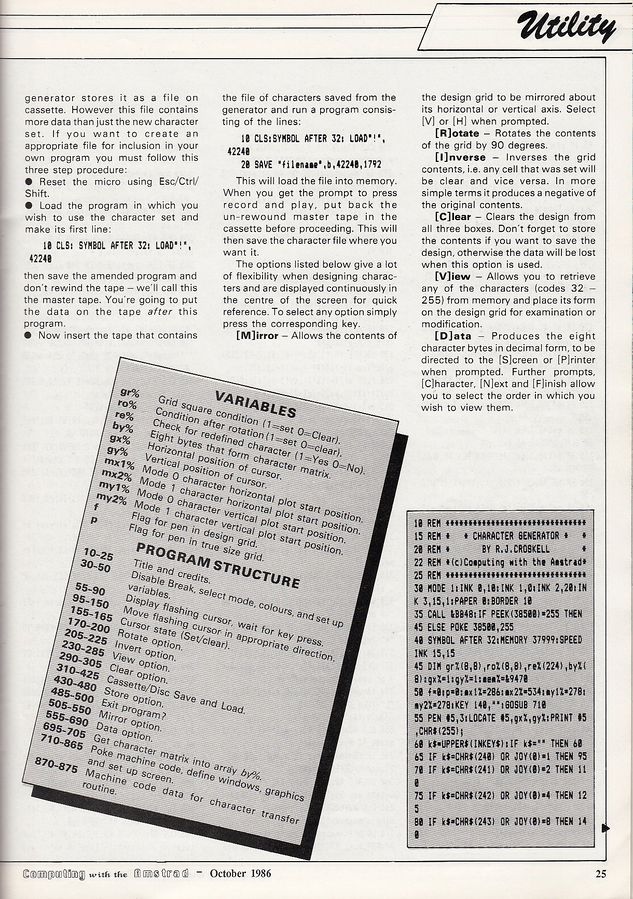 Utility
generator stores it as a file on
cassette. However this file contains
more data than just the new character
set. If you want to create an
appropriate file for inclusion in your
own program you must follow this
three step procedure:
● Reset the micro using Esc/Ctrl/
Shift.
● Load the program in which you
wish to use the character set and
make its first line:
10 CLS: SYMBOL AFTER 32: LOAD"!",
42240
then save the amended program and
don't rewind the tape – we'll call this
the master tape. You're going to put
the data on the tape after this
program.
● Now insert the tape that contains
the file of characters saved from the
generator and run a program consis-
ting of the lines:
10 CLS:SYMBOL AFTER 32: LOAD"!",
42240
20 SAVE "filename",b,42240,1792
This will load the file into memory.
When you get the prompt to press
record and play, put back the
un-rewound master tape in the
cassette before proceeding. This will
then save the character file where you
want it.
The options listed below give a lot
of flexibility when designing charac-
ters and are displayed continuously in
the centre of the screen for quick
reference. To select any option simply
press the corresponding key.
[M]irror – Allows the contents of
the design grid to be mirrored about
its horizontal or vertical axis. Select
[V] or [H] when prompted.
[R]otate – Rotates the contents
of the grid by 90 degrees.
[I]nverse – Inverses the grid
contents, i.e. any cell that was set will
be clear and vice versa. In more
simple terms it produces a negative of
the original contents.
[C]lear – Clears the design from
all three boxes. Don't forget to store
the contents if you want to save the
design, otherwise the data will be lost
when this option is used.
[V]iew – Allows you to retrieve
any of the characters (codes 32 –
255) from memory and place its form
on the design grid for examination or
modification.
[D]ata – Produces the eight
character bytes in decimal form, to be
directed to the [S]creen or [P]rinter
when prompted. Further prompts,
[C]haracter, [N]ext and [F]inish allow
you to select the order in which you
wish to view them.
VARIABLES
gr% Grid square condition (1=set 0=Clear).
ro% Condition after rotation (1=set 0=clear).
re% Check for redefined character (1=Yes 0=No).
by% Eight bytes that form character matrix.
gx% Horizontal position of cursor.
gy% Vertical position of cursor.
mx1% Mode 0 character horizontal plot start position.
mx2% Mode 1 character horizontal plot start position.
my1% Mode 0 character vertical plot start position.
my2% Mode 1 character vertical plot start position.
f Flag for pen in design grid.
p Flag for pen in true size grid.
PROGRAM STRUCTURE
10-25 Title and credits.
30-50 Disable Break, select mode, colours, and set up
variables.
55-90 Display flashing cursor, wait for key press.
95-150 Move flashing cursor in appropriate direction.
155-165 Cursor state (Set/clear).
170-200 Rotate option.
205-225 Invert option.
230-285 View option.
290-305 Clear option.
310-425 Cassette/Disc Save and Load.
430-480 Store option.
485-500 Exit program?
505-550 Mirror option.
555-690 Data option.
695-705 Get character matrix into array by%.
710-865 Poke machine code, define windows, graphics
and set up screen.
870-875 Machine code data for character transfer
routine.
10 REM ********************************
15 REM * * CHARACTER GENERATOR * *
20 REM * BY R.J.CROSKELL *
22 REM *(c)Computing with the Amstrad*
25 REM ********************************
30 MODE 1:INK 0,10:INK 1,0:INK 2,20:IN
K 3,15,1:PAPER 0:BORDER 10
35 CALL &BB48:IF PEEK(38500)=255 THEN
45 ELSE POKE 38500,255
40 SYMBOL AFTER 32:MEMORY 37999:SPEED
INK 15,15
45 DIM gr%(8,8),ro%(8,8),re%(224),by%(
8):gx%=1:gy%=1:mem%=&9470
50 f=0:p=0:mx1%=286:mx2%=534:my1%=278:
my2%=278:KEY 140,"":GOSUB 710
55 PEN #5,3:LOCATE #5,gx%,gy%:PRINT #5
,CHR$(255);
60 k$=UPPER$(INKEY$):IF k$="" THEN 60
65 IF k$=CHR$(240) OR JOY(0)=1 THEN 95
70 IF k$=CHR$(241) OR JOY(0)=2 THEN 11
0
75 IF k$=CHR$(242) OR JOY(0)=4 THEN 12
5
80 IF k$=CHR$(243) OR JOY(0)=8 THEN 14
0
Computing with the Amstrad – October 1986
25